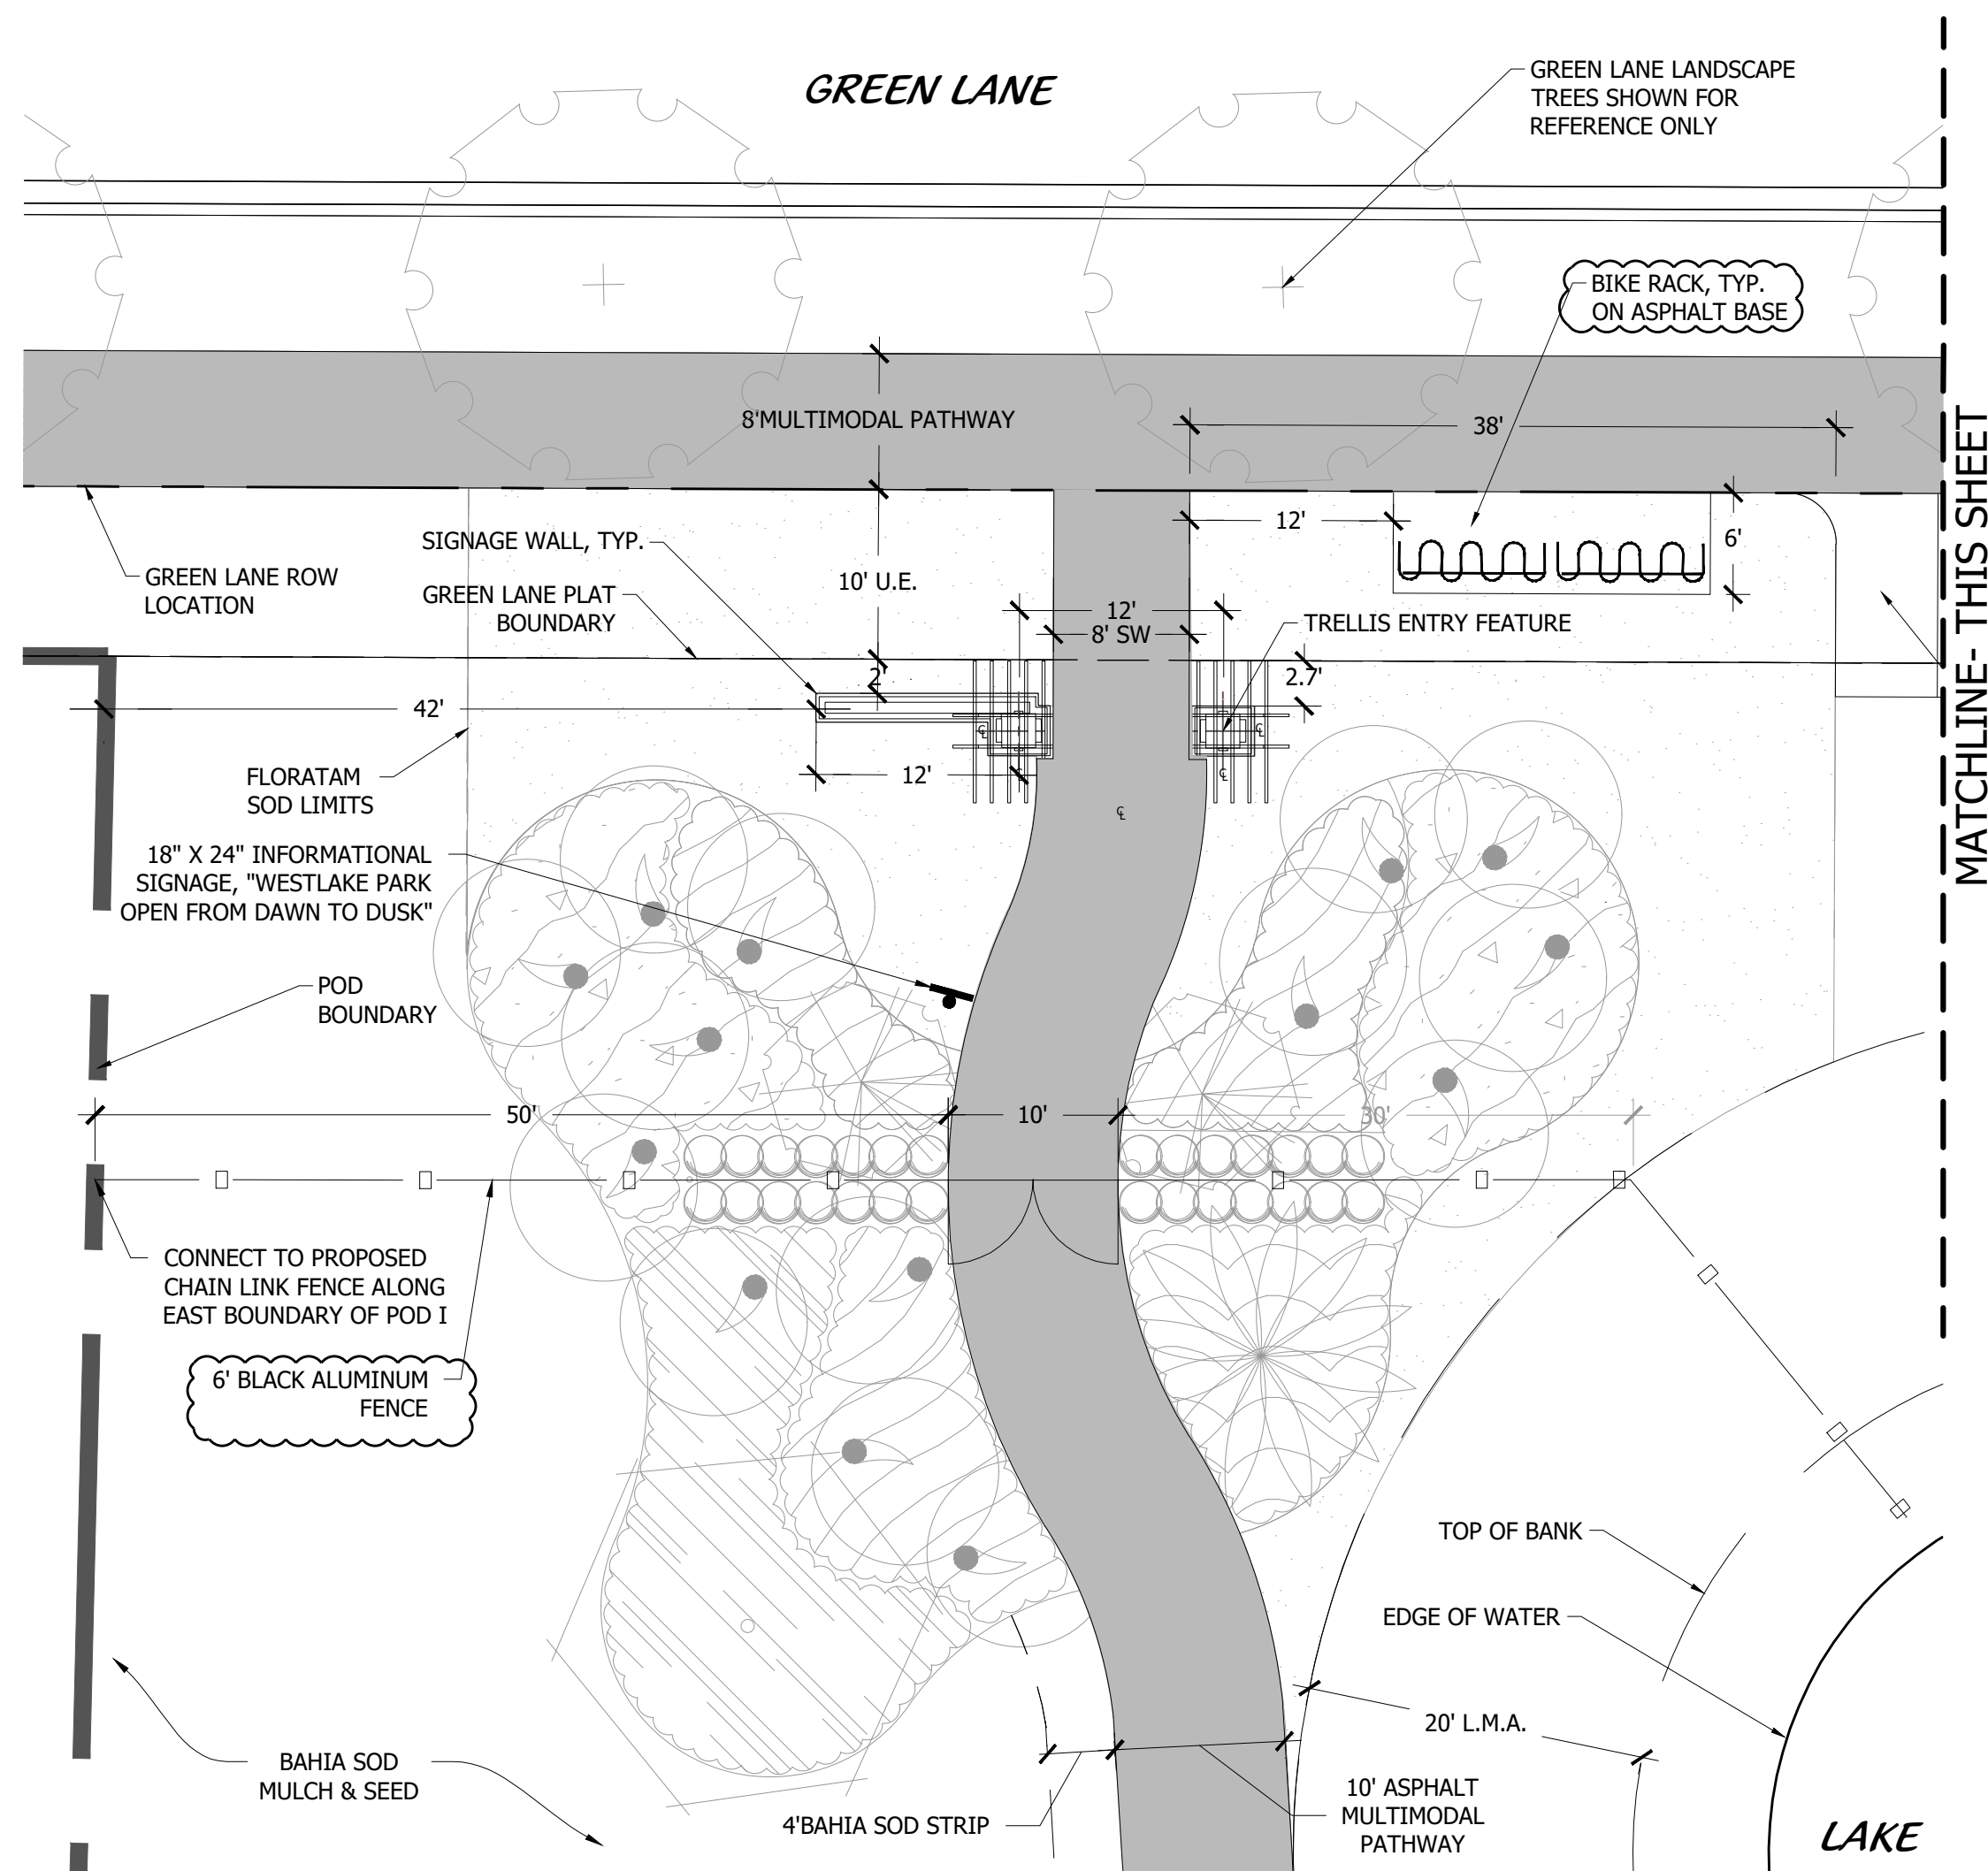 GREEN LANE
GREEN LANE LANDSCAPE
TREES SHOWN FOR
REFERENCE ONLY
BIKE RACK, TYP.
ON ASPHALT BASE
8'MULTIMODAL PATHWAY
38'
MATCHLINE- THIS SHEET
12'
6'
SIGNAGE WALL, TYP.
GREEN LANE ROW
LOCATION
10' U.E.
GREEN LANE PLAT
BOUNDARY
12'
8' SW
TRELLIS ENTRY FEATURE
2'
2.7'
42'
℄
℄
12'
℄
℄
℄
FLORATAM
SOD LIMITS
18" X 24" INFORMATIONAL
SIGNAGE, "WESTLAKE PARK
OPEN FROM DAWN TO DUSK"
POD
BOUNDARY
50'
10'
30'
CONNECT TO PROPOSED
CHAIN LINK FENCE ALONG
EAST BOUNDARY OF POD I
6' BLACK ALUMINUM
FENCE
TOP OF BANK
EDGE OF WATER
20' L.M.A.
BAHIA SOD
MULCH & SEED
4'BAHIA SOD STRIP
10' ASPHALT
MULTIMODAL
PATHWAY
LAKE